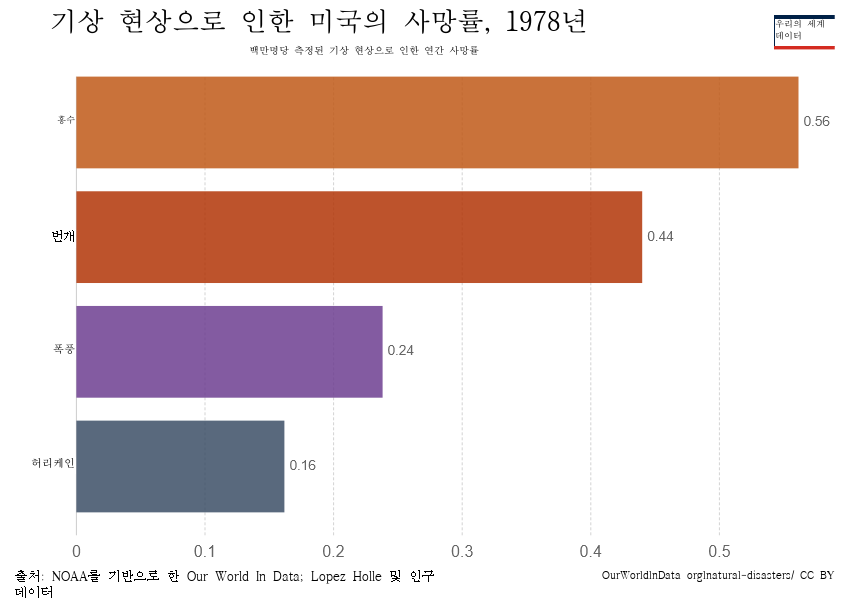 기상 현상으로 인한 미국의 사망률, 1978년
백만명당 측정된 기상 현상으로 인한 연간 사망률
우리의 세계
데이터
홍수
0.56
번개
0.44
폭풍
0.24
허리케인
0.16
0 0.1 0.2 0.3 0.4 0.5
출처: NOAA를 기반으로 한 Our World In Data; Lopez Holle 및 인구
데이터
OurWorldInData orginatural-disasters/ CC BY